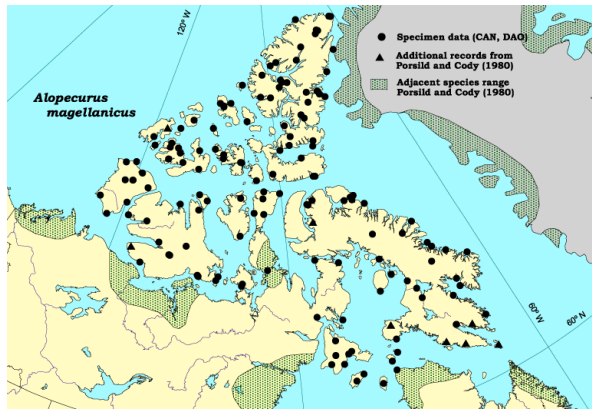 120° W
Specimen data (CAN, DAO)
Additional records from
Porsild and Cody (1980)
Adjacent species range
Porsild and Cody (1980)
Alopecurus
magellanicus
60° W
60° N